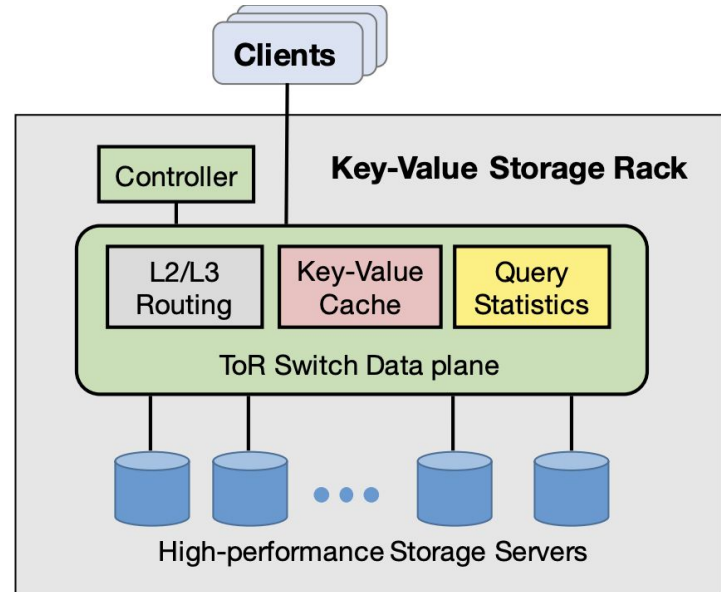 Clients
Key-Value Storage Rack
Controller
L2/L3
Routing
Key-Value
Cache
Query
Statistics
ToR Switch Data plane
High-performance Storage Servers